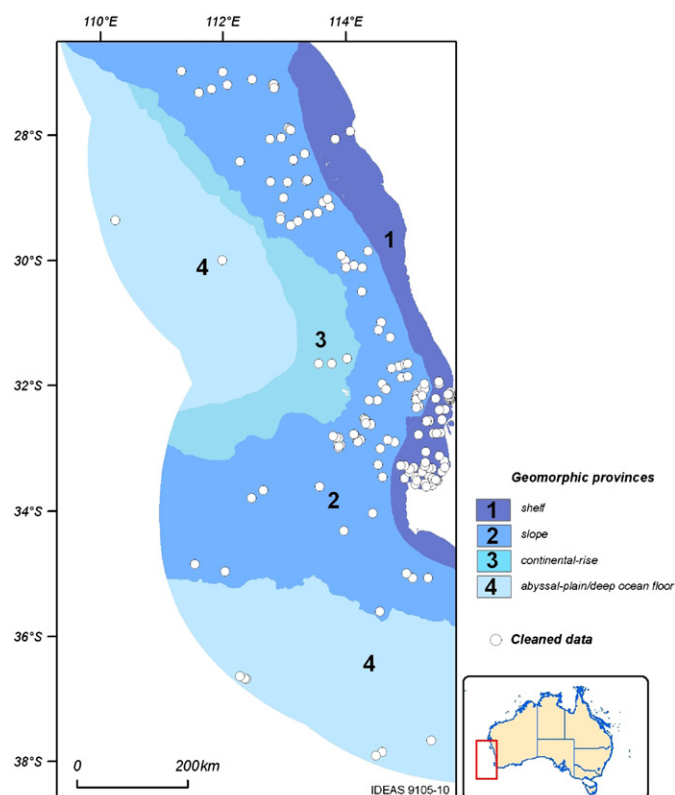 110°E 112°E 114°E
28°S
1
30°S
4
3
32°S
Geomorphic provinces
1 shelf
2
2 slope
34°S
3 continental-rise
4 abyssal-plain/deep ocean floor
36°S
Cleaned data
4
38°S
0 200km
IDEAS 9105-10